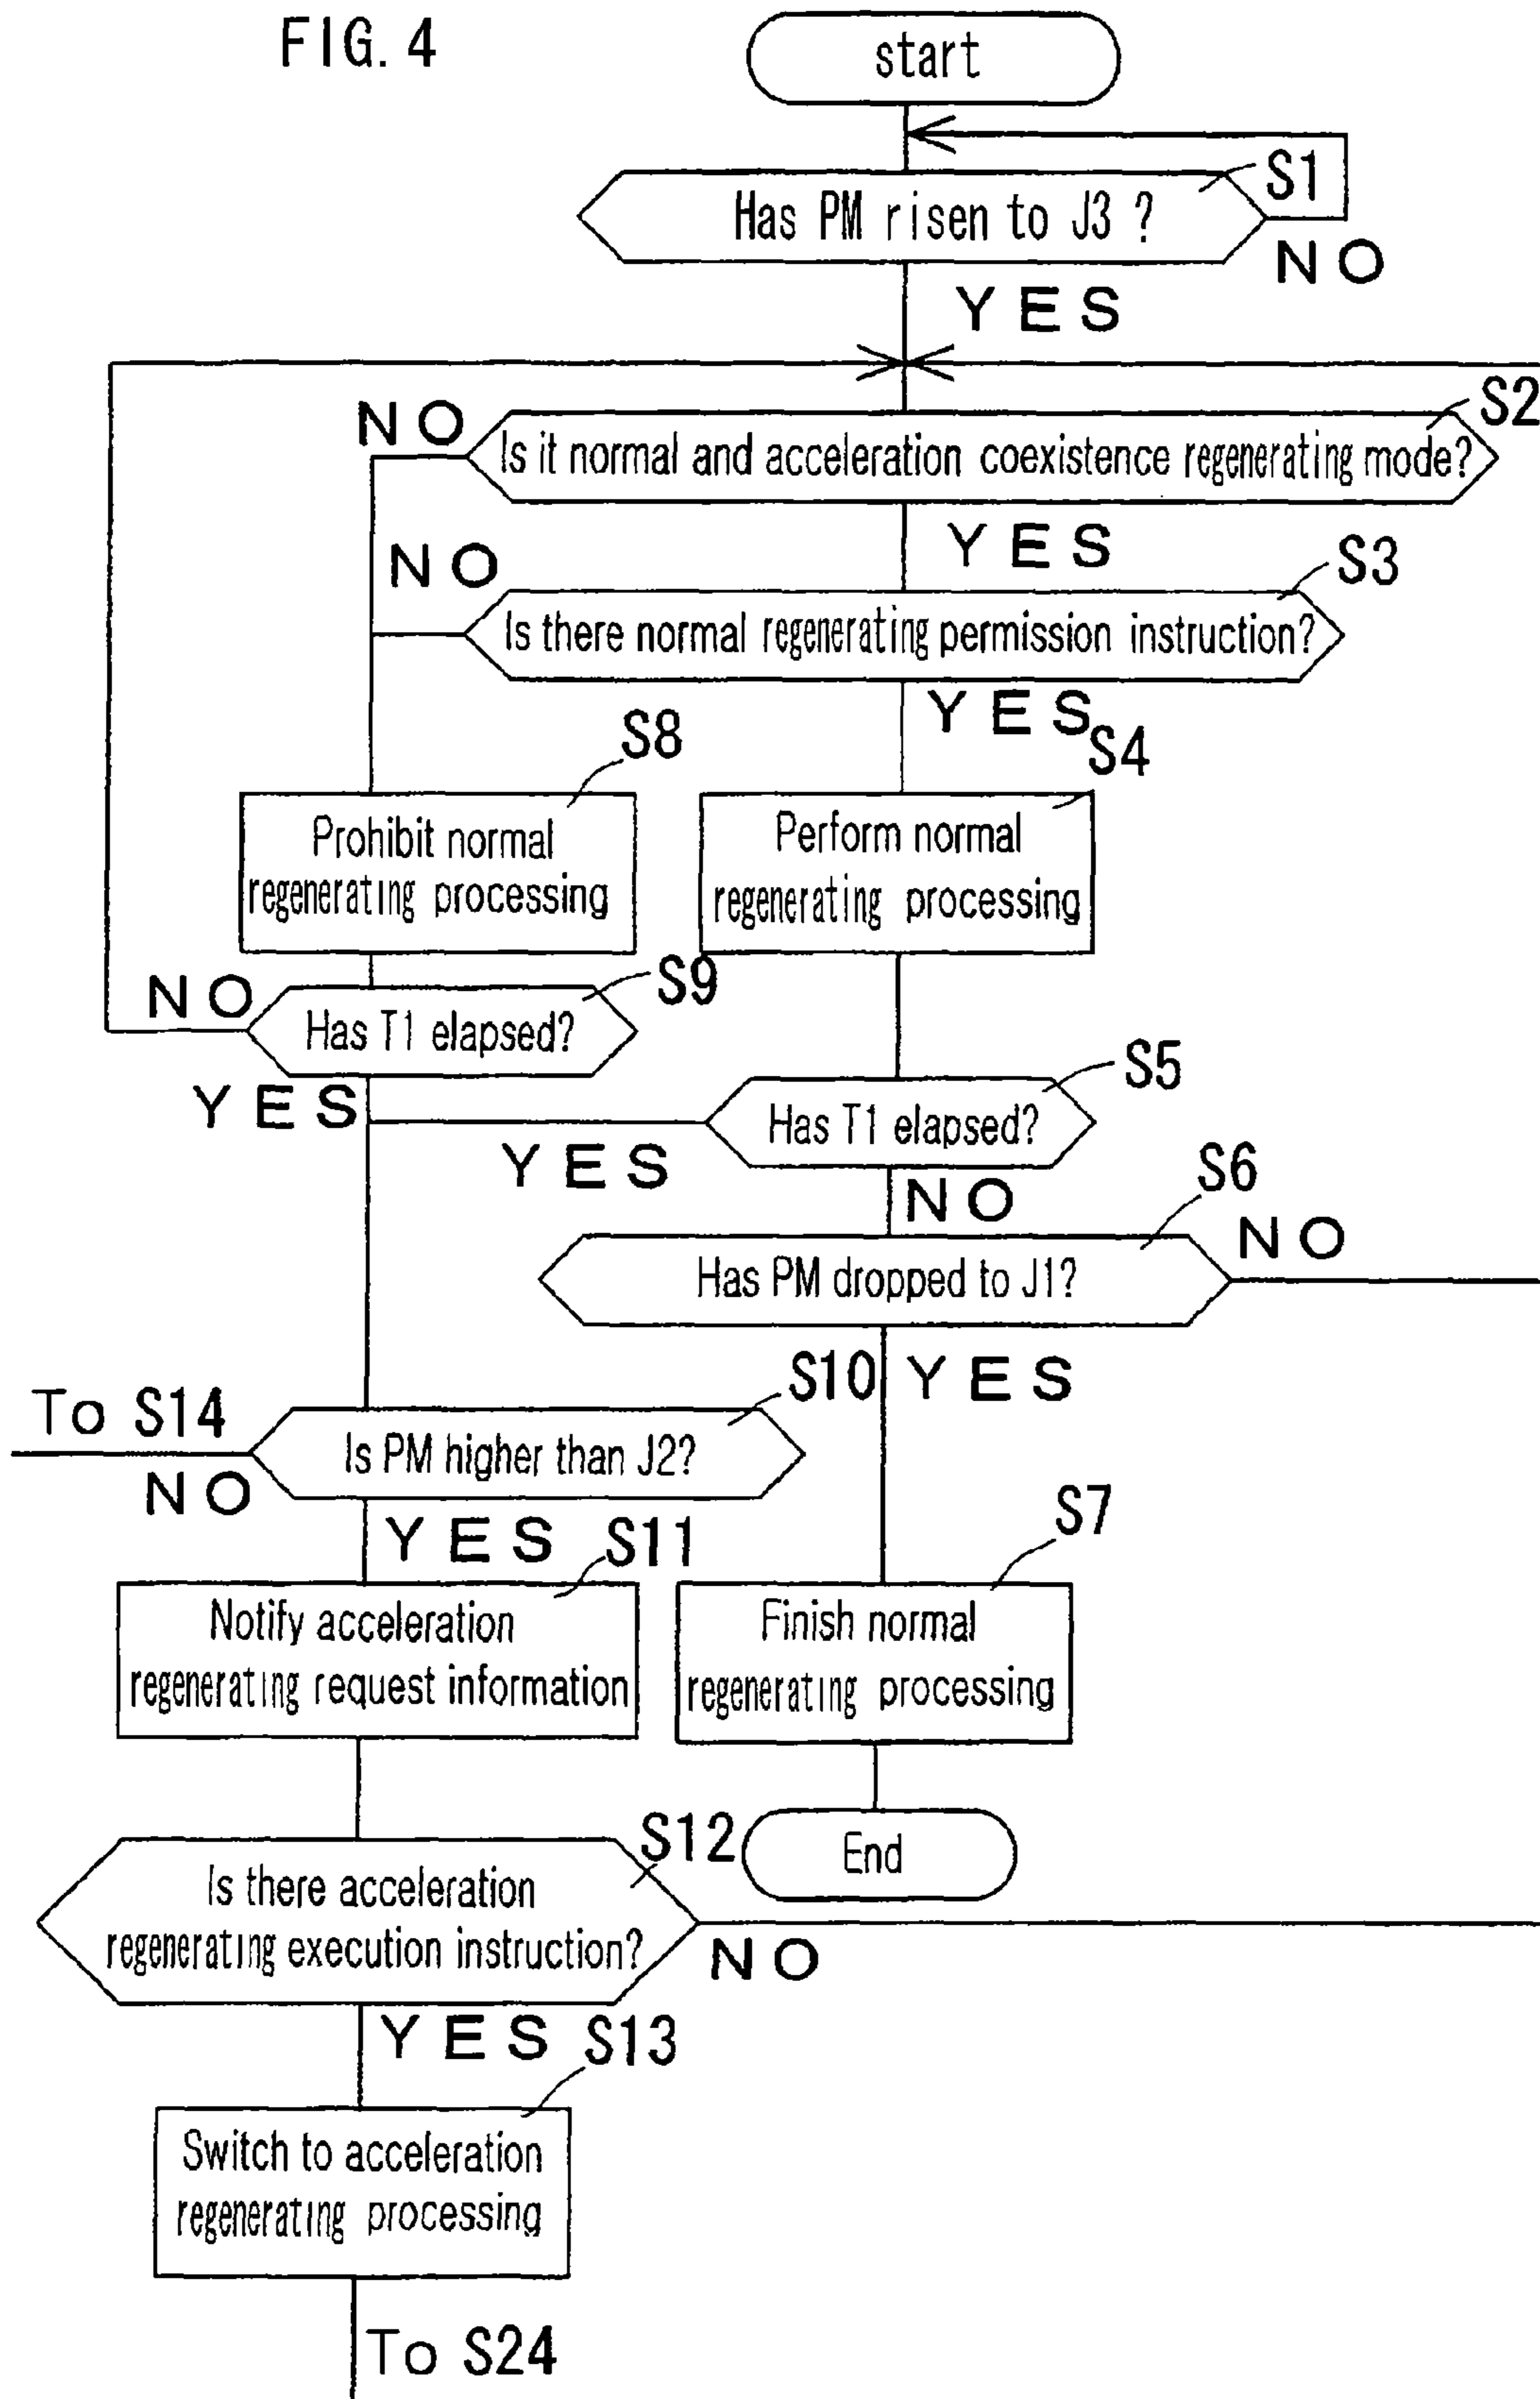 FIG. 4
start
S1
Has PM risen to J3 ?
NO
YES
S2
NO
Is it normal and acceleration coexistence regenerating mode?
YES
NO
S3
Is there normal regenerating permission instruction?
YES
S8
S4
Prohibit normal
regenerating processing
Perform normal
regenerating processing
NO
S9
Has T1 elapsed?
YES
S5
Has T1 elapsed?
YES
NO
S6
NO
Has PM dropped to J1?
S10
YES
To S14
Is PM higher than J2?
NO
YES
S11
S7
Notify acceleration
regenerating request information
Finish normal
regenerating processing
S12
End
Is there acceleration
regenerating execution instruction?
NO
YES
S13
Switch to acceleration
regenerating processing
To S24